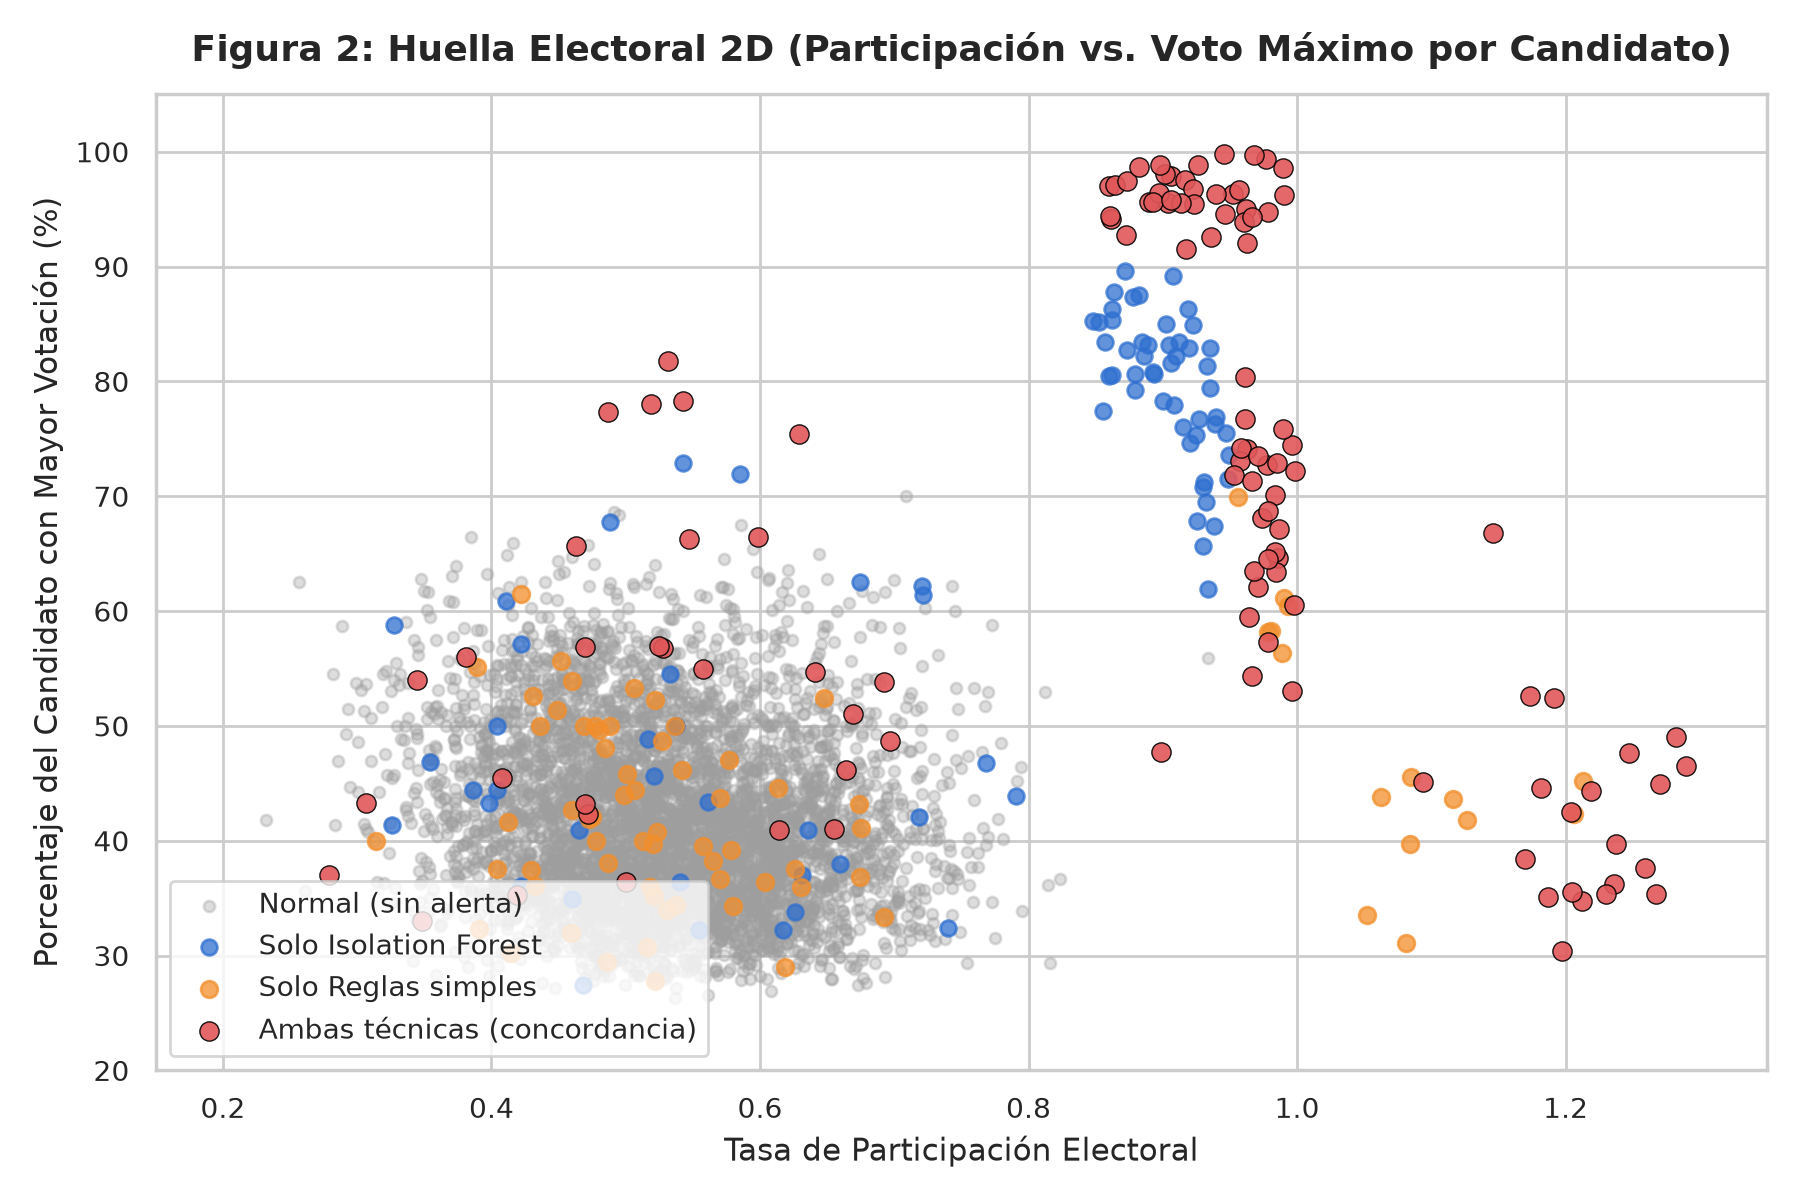 Figura 2: Huella Electoral 2D (Participación vs. Voto Máximo por Candidato)
Porcentaje del Candidato con Mayor Votación (%)
100
90
80
70
60
50
40
30
20
Normal (sin alerta)
Solo Isolation Forest
Solo Reglas simples
Ambas técnicas (concordancia)
0.2
0.4
0.6
0.8
1.0
1.2
Tasa de Participación Electoral